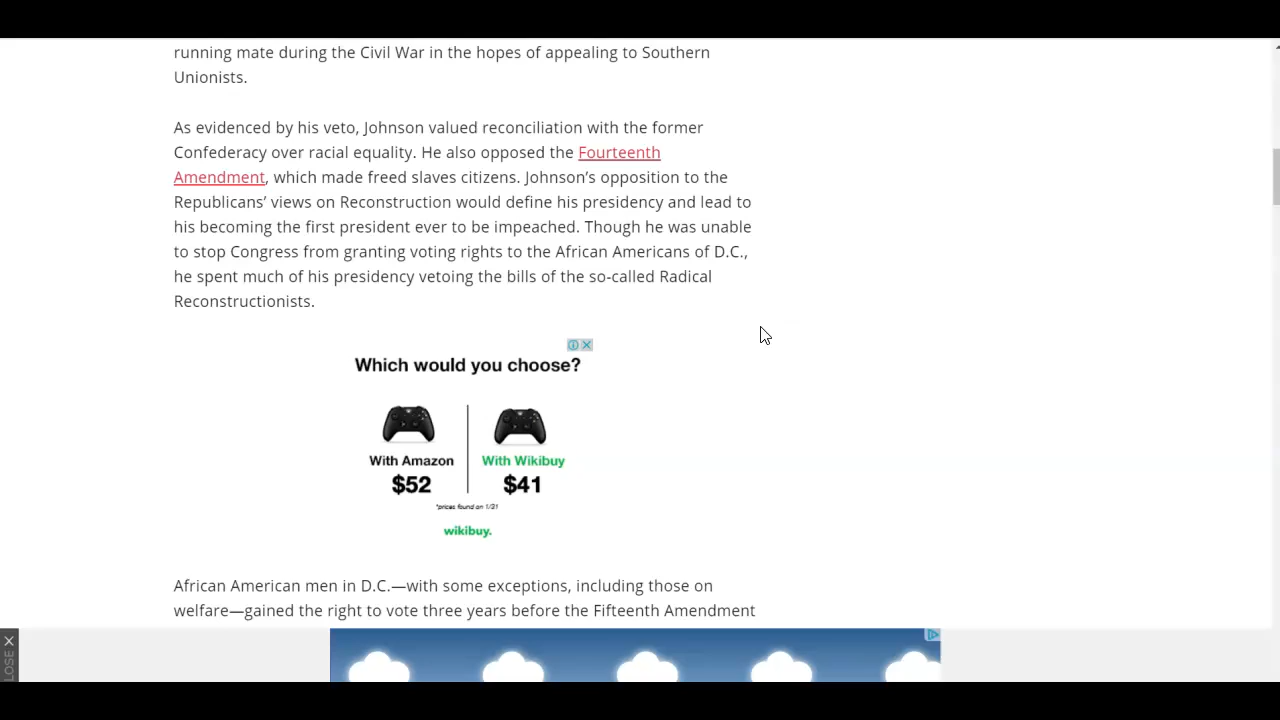 running mate during the Civil War in the hopes of appealing to Southern
Unionists.
As evidenced by his veto, Johnson valued reconciliation with the former
Confederacy over racial equality. He also opposed the Fourteenth
Amendment, which made freed slaves citizens. Johnson’s opposition to the
Republicans’ views on Reconstruction would define his presidency and lead to
his becoming the first president ever to be impeached. Though he was unable
to stop Congress from granting voting rights to the African Americans of D.C.,
he spent much of his presidency vetoing the bills of the so-called Radical
Reconstructionists.
Which would you choose?
With Amazon
$52
With Wikibuy
$41
*prices found on 1/31
wikibuy.
African American men in D.C.—with some exceptions, including those on
welfare—gained the right to vote three years before the Fifteenth Amendment
LOSE X